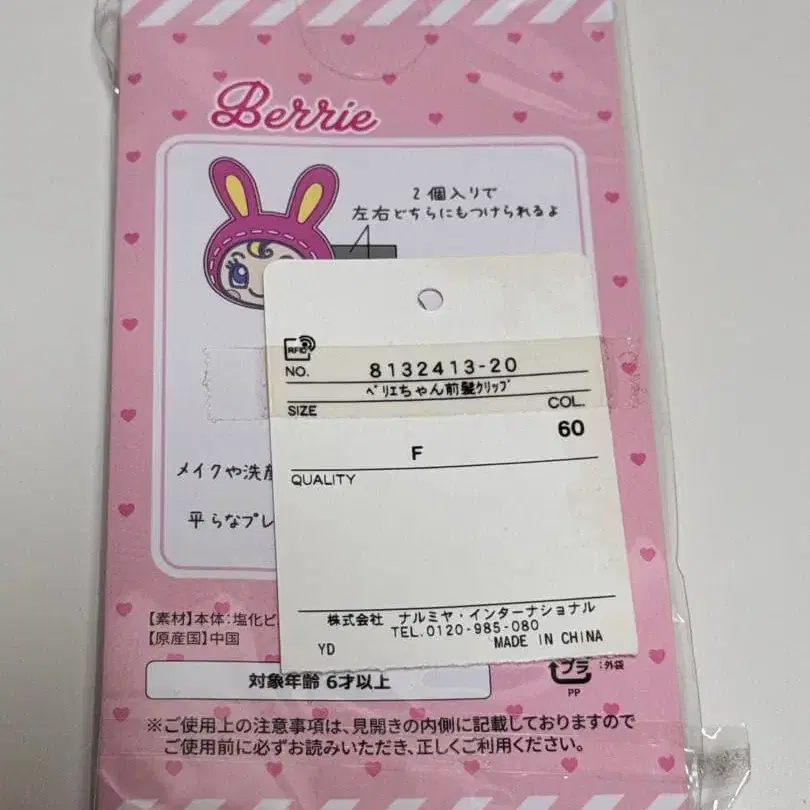 Berrie
2個入りで
左右どちらにもつけられるよ
RFID
NO. 8132413-20
ベリエちゃん前髪クリップ
SIZE COL.
F 60
QUALITY
メイクや洗
平らなプレ
株式会社 ナルミヤ・インターナショナル
TEL.0120-985-080
YD MADE IN CHINA
【素材】本体:塩化ビ
【原産国】中国
対象年齢 6才以上
プラ :外袋
PP
※ご使用上の注意事項は、見開きの内側に記載しておりますので
ご使用前に必ずお読みいただき、正しくご利用ください。